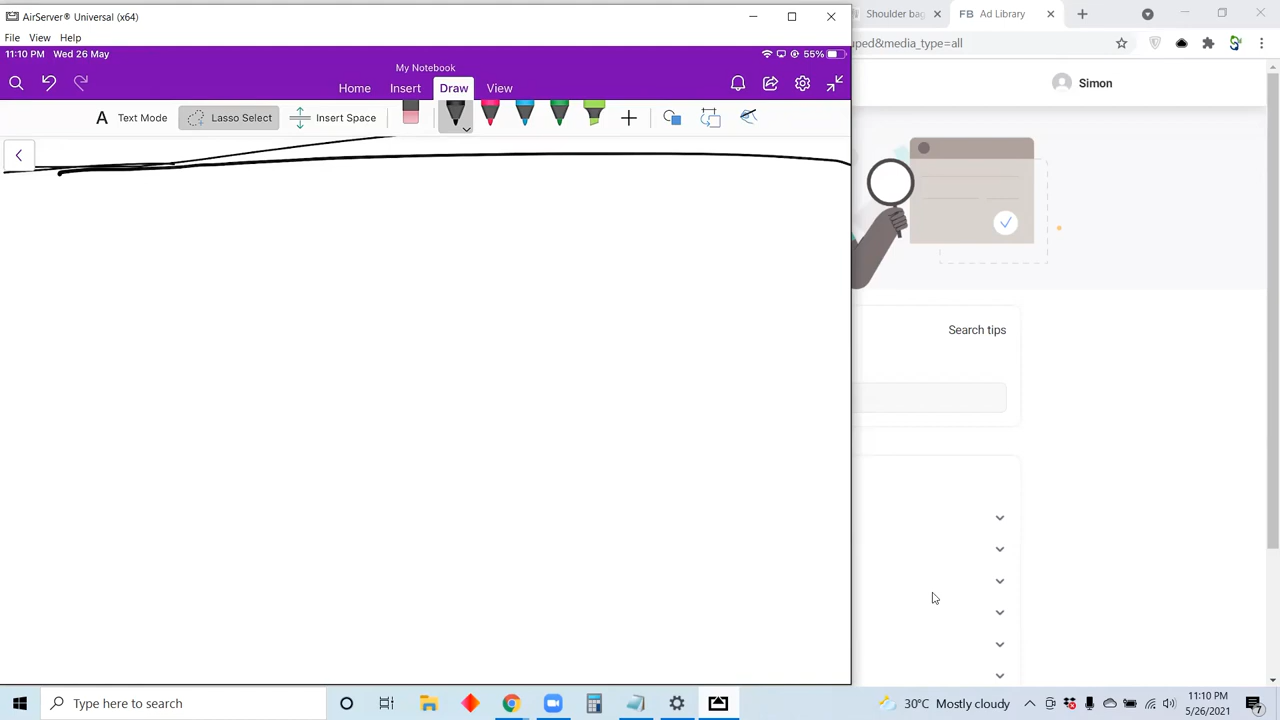 AirServer® Universal (x64)
File View Help
11:10 PM Wed 26 May
55%
My Notebook
Home Insert Draw View
A Text Mode Lasso Select Insert Space
Shoulder bag
FB Ad Library
uped&media_type=all
Simon
Search tips
Type here to search
30°C Mostly cloudy
11:10 PM
5/26/2021
7